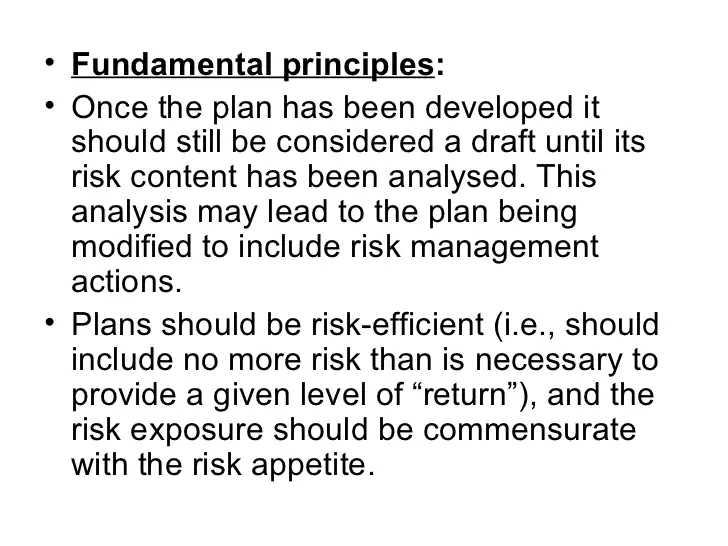 • Fundamental principles:
• Once the plan has been developed it
should still be considered a draft until its
risk content has been analysed. This
analysis may lead to the plan being
modified to include risk management
actions.
• Plans should be risk-efficient (i.e., should
include no more risk than is necessary to
provide a given level of “return”), and the
risk exposure should be commensurate
with the risk appetite.